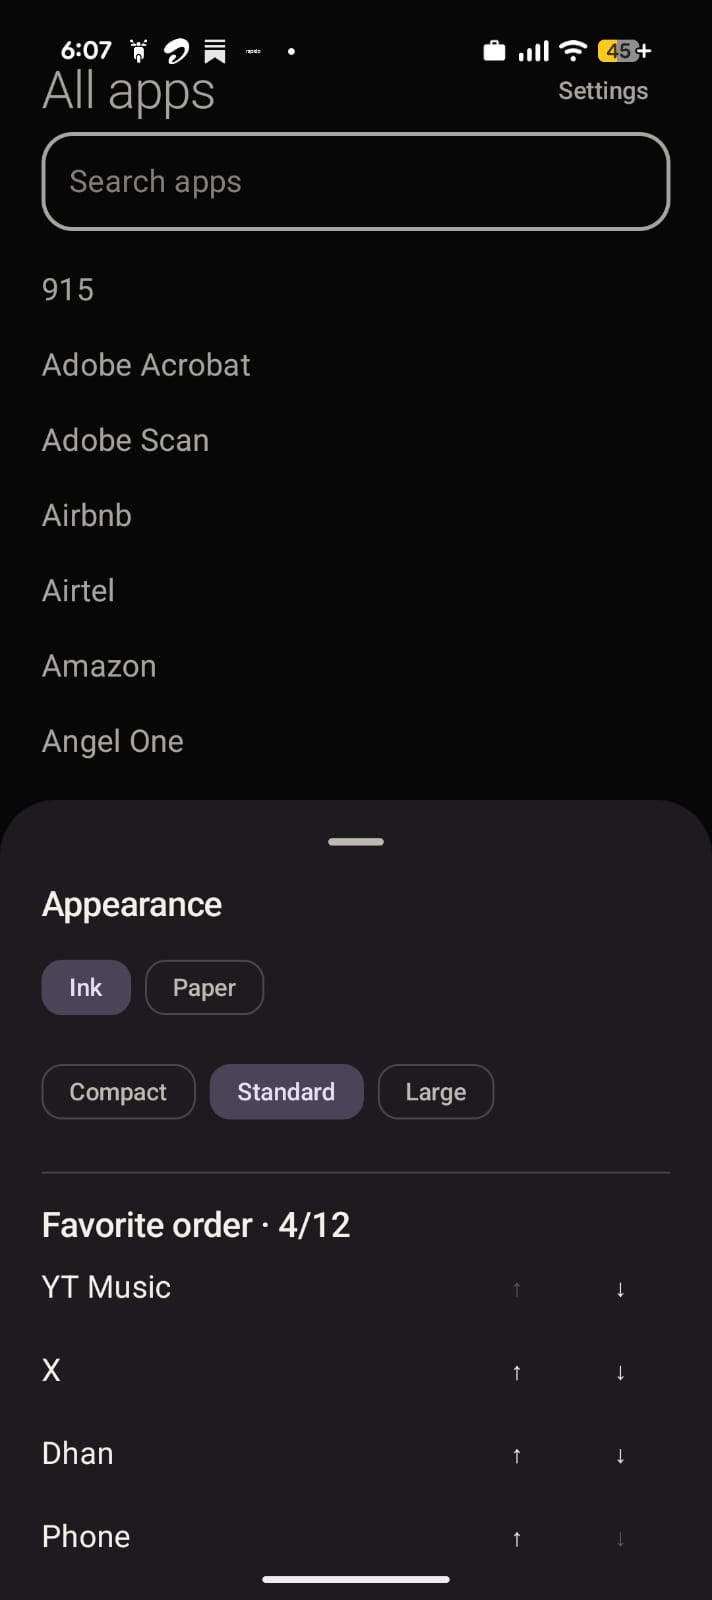 6:07
45+
All apps
Settings
Search apps
915
Adobe Acrobat
Adobe Scan
Airbnb
Airtel
Amazon
Angel One
Appearance
Ink Paper
Compact Standard Large
Favorite order · 4/12
YT Music ↑ ↓
X ↑ ↓
Dhan ↑ ↓
Phone ↑ ↓